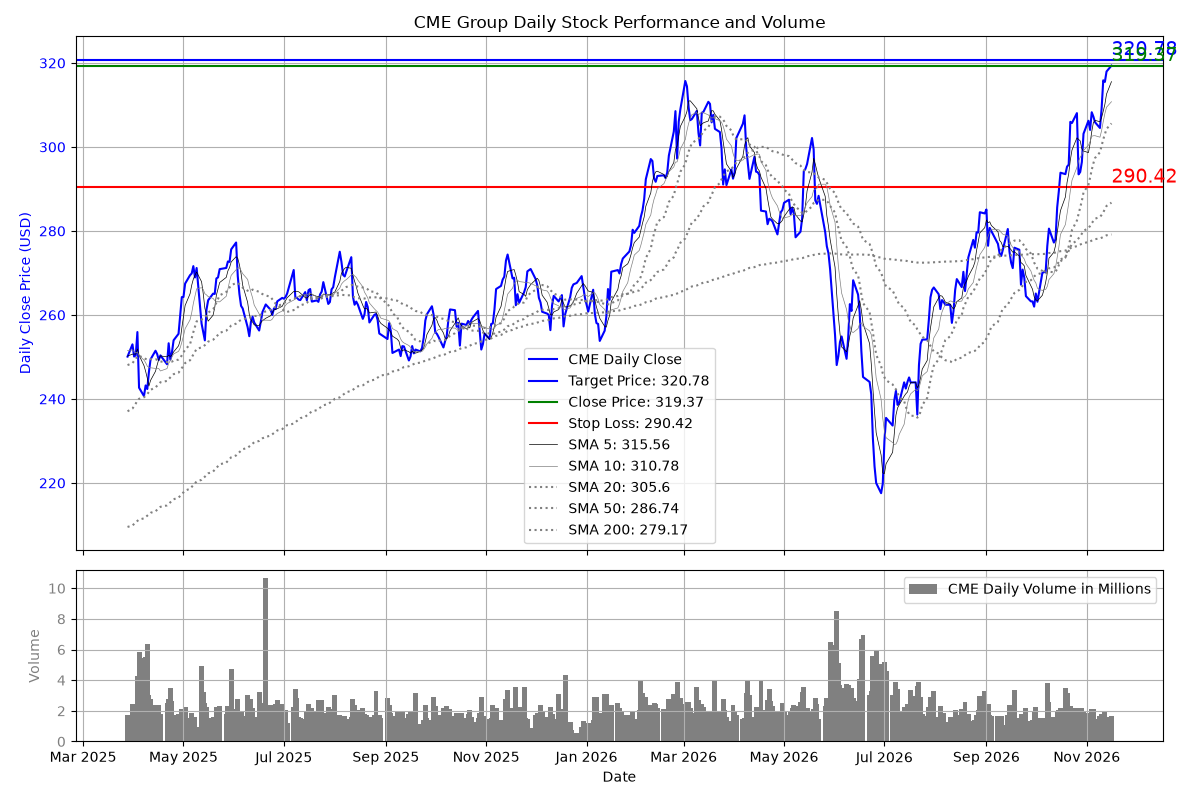 CME Group Daily Stock Performance and Volume
320.78
319.37
320
300
290.42
280
260
240
220
Daily Close Price (USD)
CME Daily Close
Target Price: 320.78
Close Price: 319.37
Stop Loss: 290.42
SMA 5: 315.56
SMA 10: 310.78
SMA 20: 305.6
SMA 50: 286.74
SMA 200: 279.17
CME Daily Volume in Millions
10
8
6
4
2
0
Volume
Mar 2025 May 2025 Jul 2025 Sep 2025 Nov 2025 Jan 2026 Mar 2026 May 2026 Jul 2026 Sep 2026 Nov 2026
Date